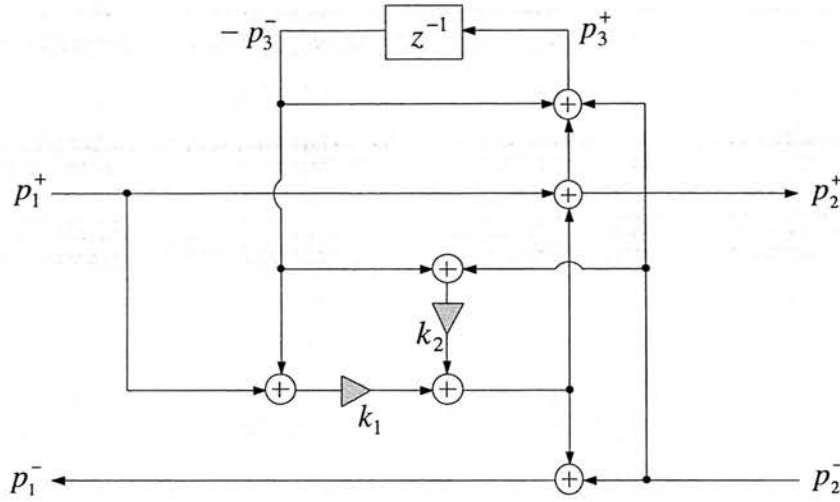 − p₃⁻ z⁻¹ p₃⁺
+
p₁⁺ + p₂⁺
+
k₂
+ k₁ +
p₁⁻ + p₂⁻